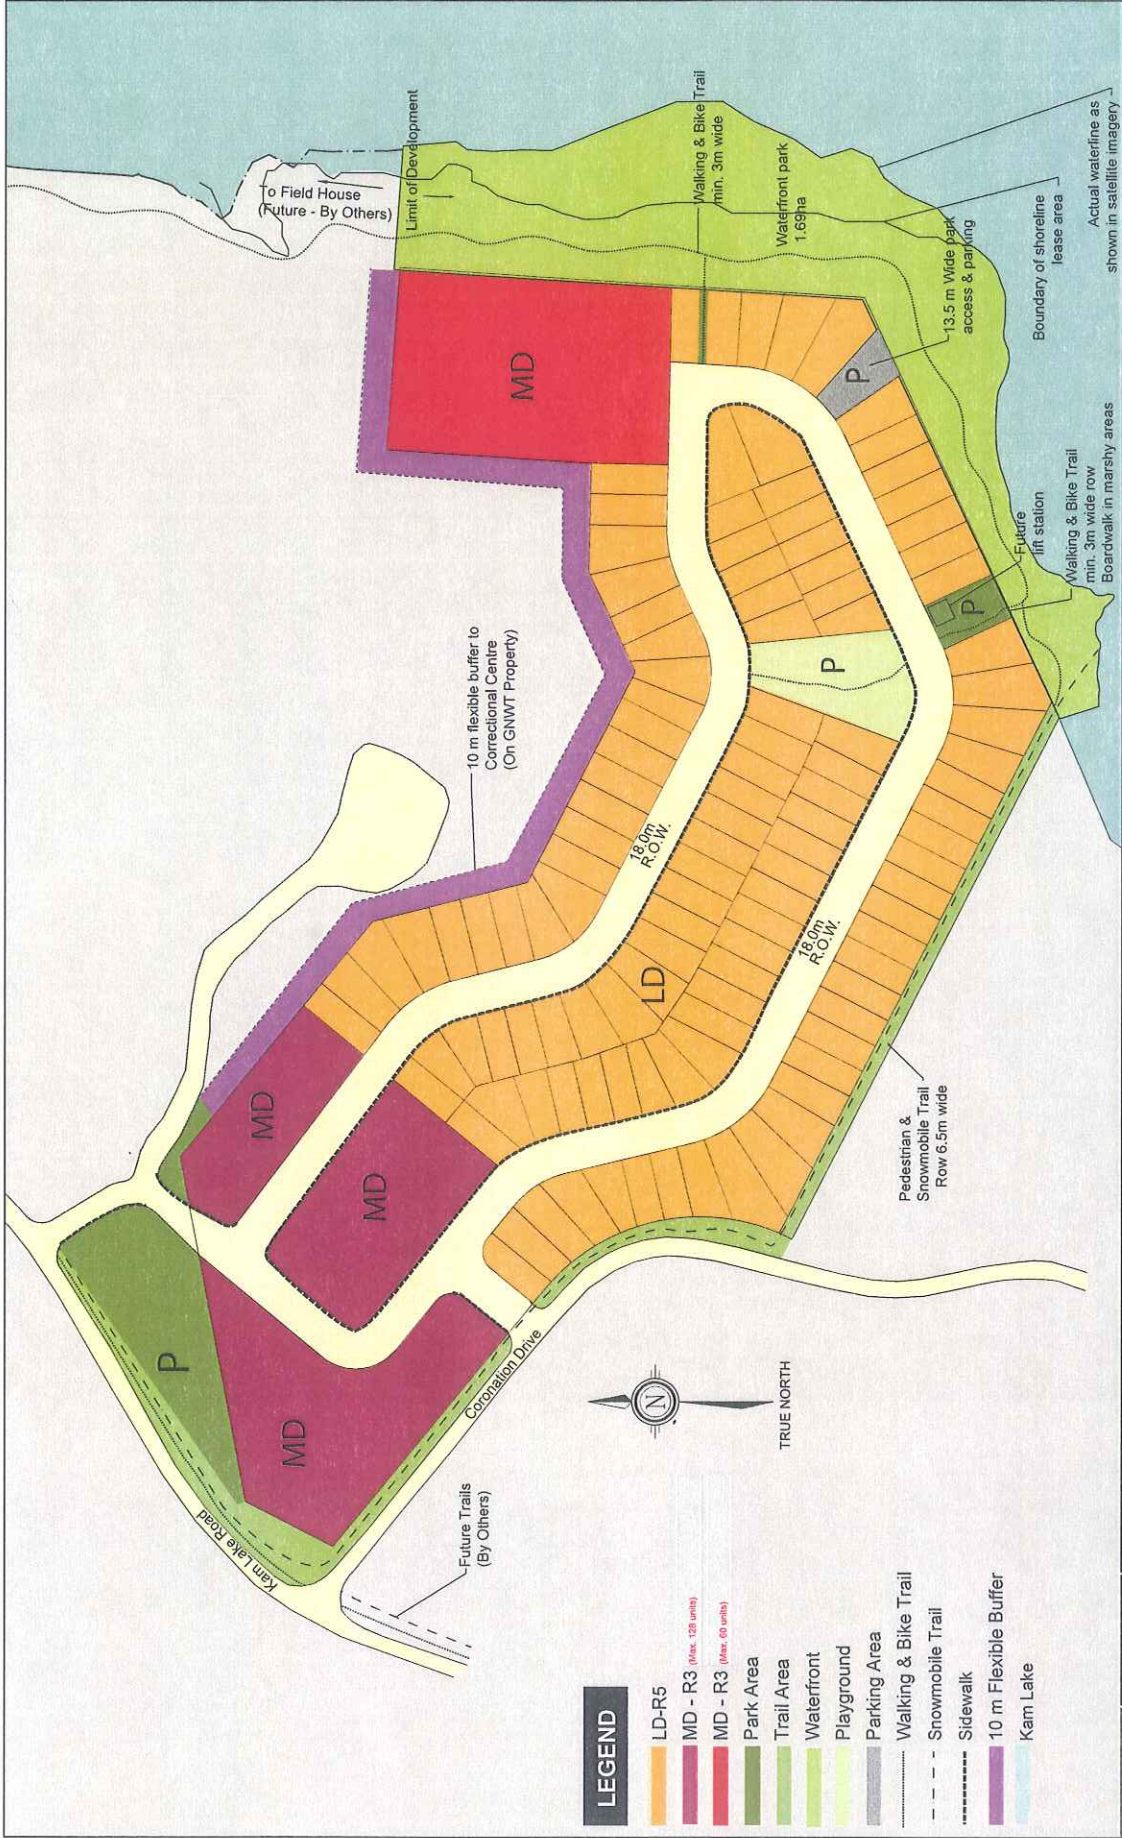 To Field House
(Future - By Others)
Limit of Development
Walking & Bike Trail
min. 3m wide
Waterfront park
1.69ha
13.5 m Wide park
access & parking
Boundary of shoreline
lease area
Actual waterline as
shown in satellite imagery
MD
P
10 m flexible buffer to
Correctional Centre
(On GNWT Property)
P
P
Future
lift station
Walking & Bike Trail
min. 3m wide row
Boardwalk in marshy areas
18.0m
R.O.W.
LD
18.0m
R.O.W.
MD
MD
Pedestrian &
Snowmobile Trail
Row 6.5m wide
P
MD
Coronation Drive
Kam Lake Road
Future Trails
(By Others)
N
TRUE NORTH
LEGEND
LD-R5
MD - R3 (Max. 128 units)
MD - R3 (Max. 60 units)
Park Area
Trail Area
Waterfront
Playground
Parking Area
Walking & Bike Trail
Snowmobile Trail
Sidewalk
10 m Flexible Buffer
Kam Lake